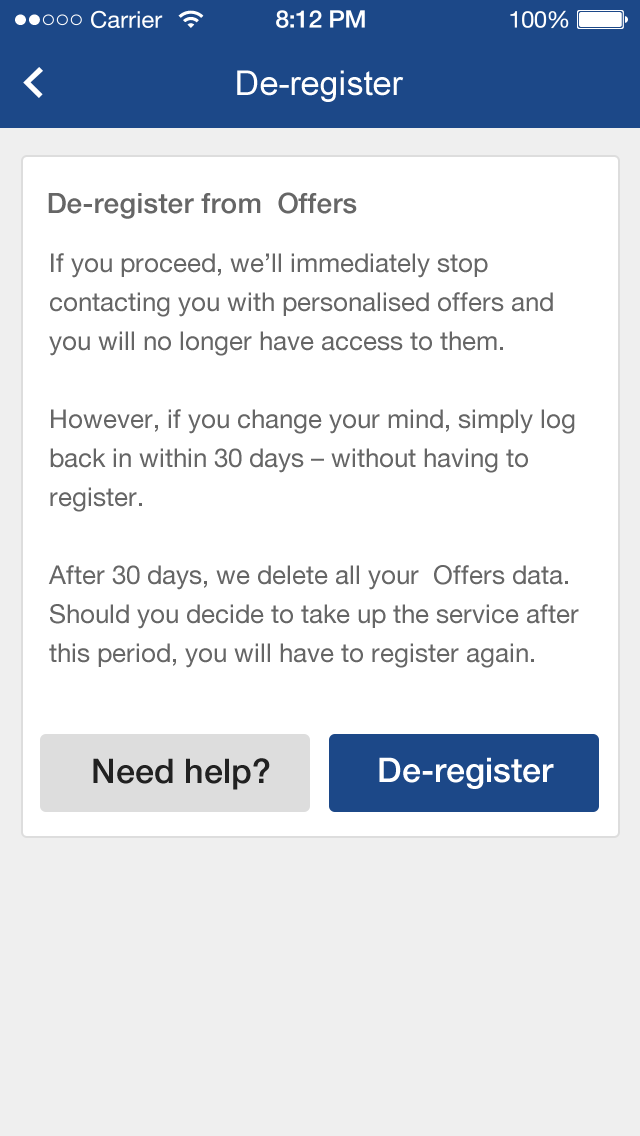 Carrier 8:12 PM 100%
De-register
De-register from  Offers
If you proceed, we’ll immediately stop
contacting you with personalised offers and
you will no longer have access to them.
However, if you change your mind, simply log
back in within 30 days – without having to
register.
After 30 days, we delete all your  Offers data.
Should you decide to take up the service after
this period, you will have to register again.
Need help? De-register